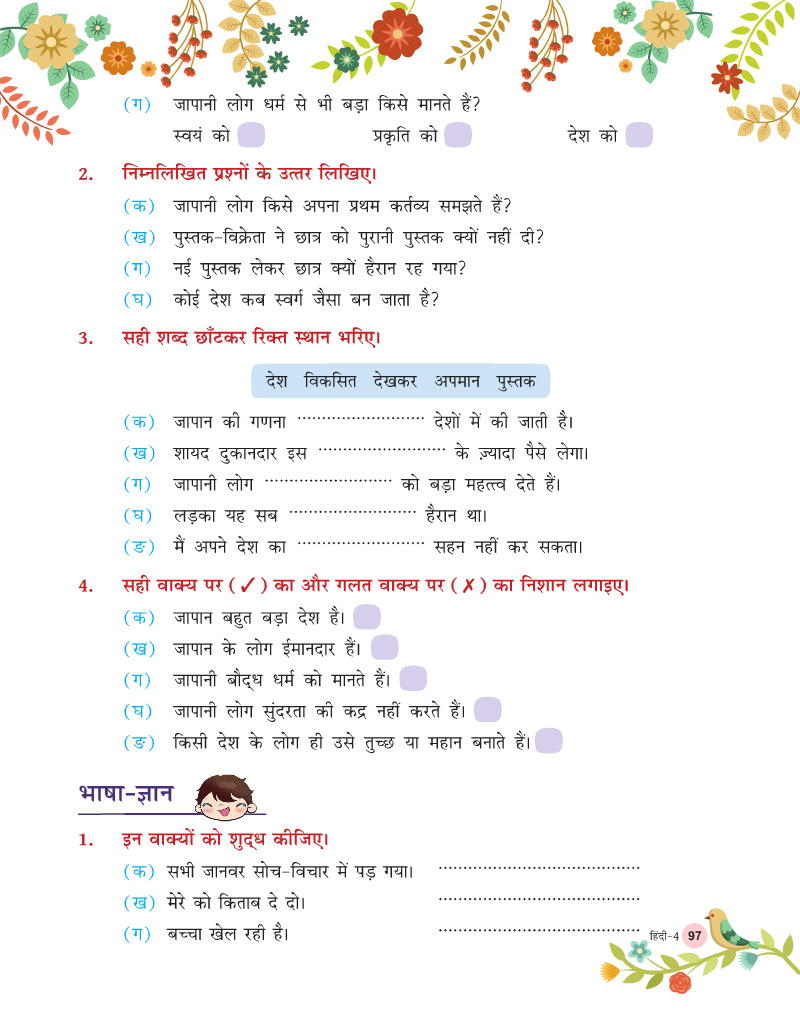 (ग) जापानी लोग धर्म से भी बड़ा किसे मानते हैं?
स्वयं को प्रकृति को देश को
2. निम्नलिखित प्रश्नों के उत्तर लिखिए।
(क) जापानी लोग किसे अपना प्रथम कर्तव्य समझते हैं?
(ख) पुस्तक-विक्रेता ने छात्र को पुरानी पुस्तक क्यों नहीं दी?
(ग) नई पुस्तक लेकर छात्र क्यों हैरान रह गया?
(घ) कोई देश कब स्वर्ग जैसा बन जाता है?
3. सही शब्द छाँटकर रिक्त स्थान भरिए।
देश विकसित देखकर अपमान पुस्तक
(क) जापान की गणना .......................... देशों में की जाती है।
(ख) शायद दुकानदार इस .......................... के ज़्यादा पैसे लेगा।
(ग) जापानी लोग .......................... को बड़ा महत्त्व देते हैं।
(घ) लड़का यह सब .......................... हैरान था।
(ङ) मैं अपने देश का .......................... सहन नहीं कर सकता।
4. सही वाक्य पर (✓) का और गलत वाक्य पर (✗) का निशान लगाइए।
(क) जापान बहुत बड़ा देश है।
(ख) जापान के लोग ईमानदार हैं।
(ग) जापानी बौद्ध धर्म को मानते हैं।
(घ) जापानी लोग सुंदरता की कद्र नहीं करते हैं।
(ङ) किसी देश के लोग ही उसे तुच्छ या महान बनाते हैं।
भाषा-ज्ञान
1. इन वाक्यों को शुद्ध कीजिए।
(क) सभी जानवर सोच-विचार में पड़ गया। ..........................................
(ख) मेरे को किताब दे दो। ..........................................
(ग) बच्चा खेल रही है। ..........................................
हिंदी-4 97